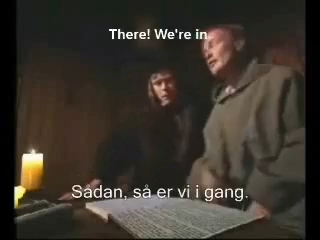 There! We're in.
Sådan, så er vi i gang.